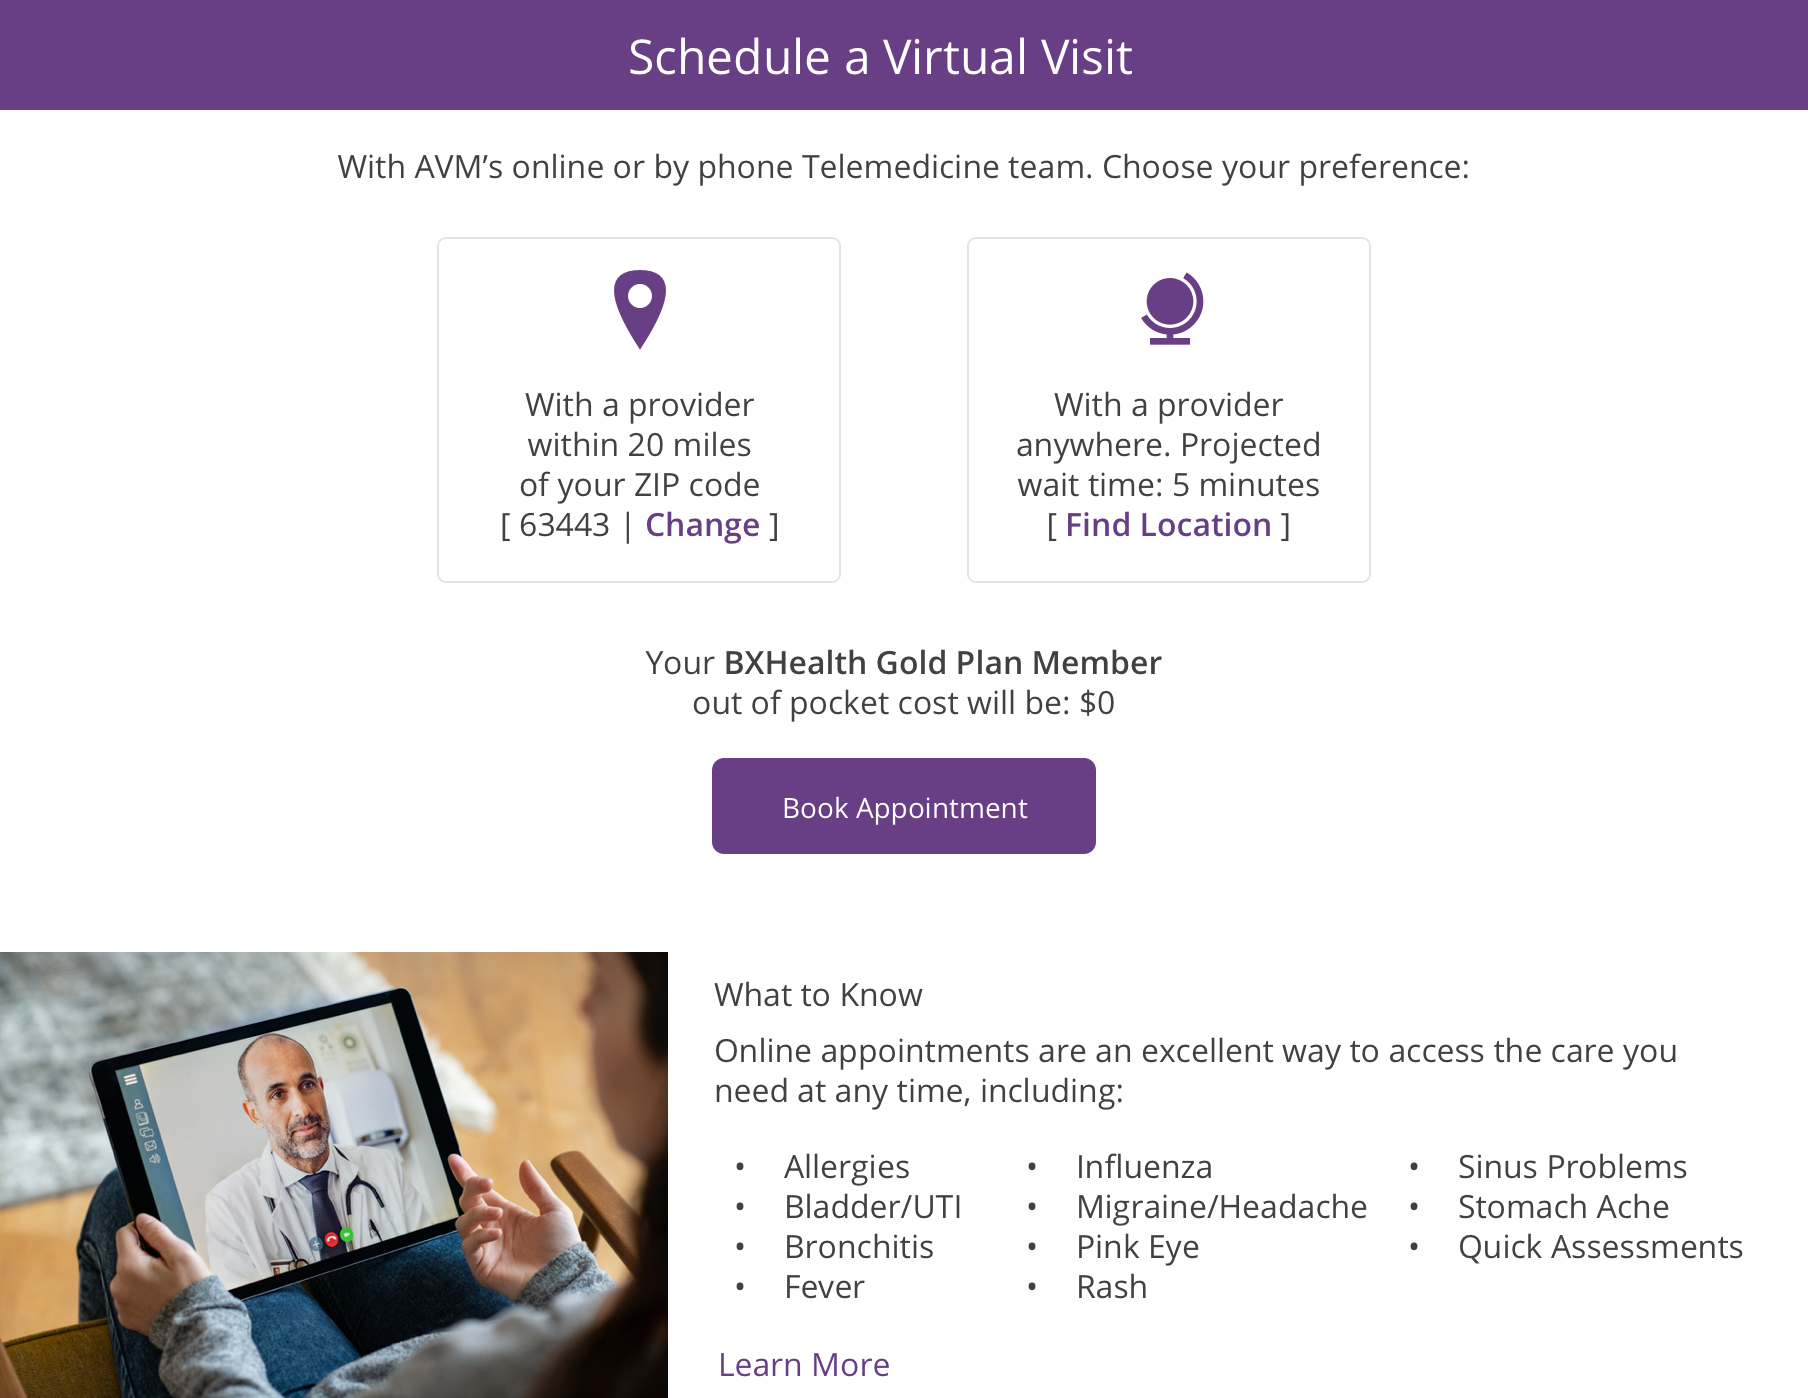 Schedule a Virtual Visit
With AVM’s online or by phone Telemedicine team. Choose your preference:
With a provider
within 20 miles
of your ZIP code
[ 63443 | Change ]
With a provider
anywhere. Projected
wait time: 5 minutes
[ Find Location ]
Your BXHealth Gold Plan Member
out of pocket cost will be: $0
Book Appointment
What to Know
Online appointments are an excellent way to access the care you
need at any time, including:
• Allergies
• Bladder/UTI
• Bronchitis
• Fever
• Influenza
• Migraine/Headache
• Pink Eye
• Rash
• Sinus Problems
• Stomach Ache
• Quick Assessments
Learn More